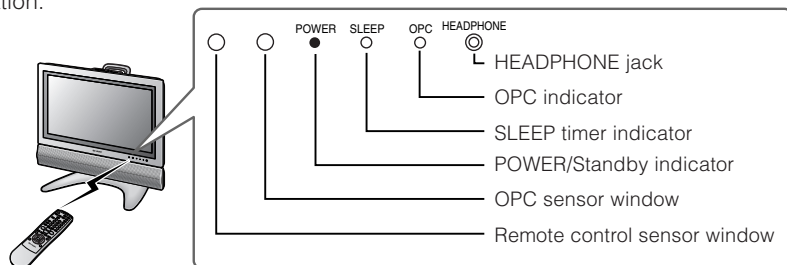 ation.
POWER SLEEP OPC HEADPHONE
HEADPHONE jack
OPC indicator
SLEEP timer indicator
POWER/Standby indicator
OPC sensor window
Remote control sensor window